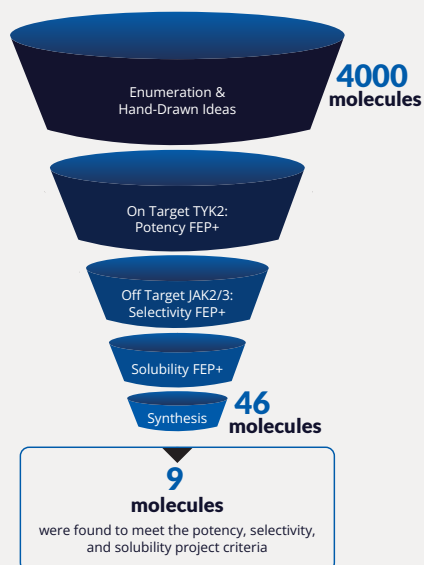 Enumeration &
Hand-Drawn Ideas
4000
molecules
On Target TYK2:
Potency FEP+
Off Target JAK2/3:
Selectivity FEP+
Solubility FEP+
Synthesis
46
molecules
9
molecules
were found to meet the potency, selectivity,
and solubility project criteria